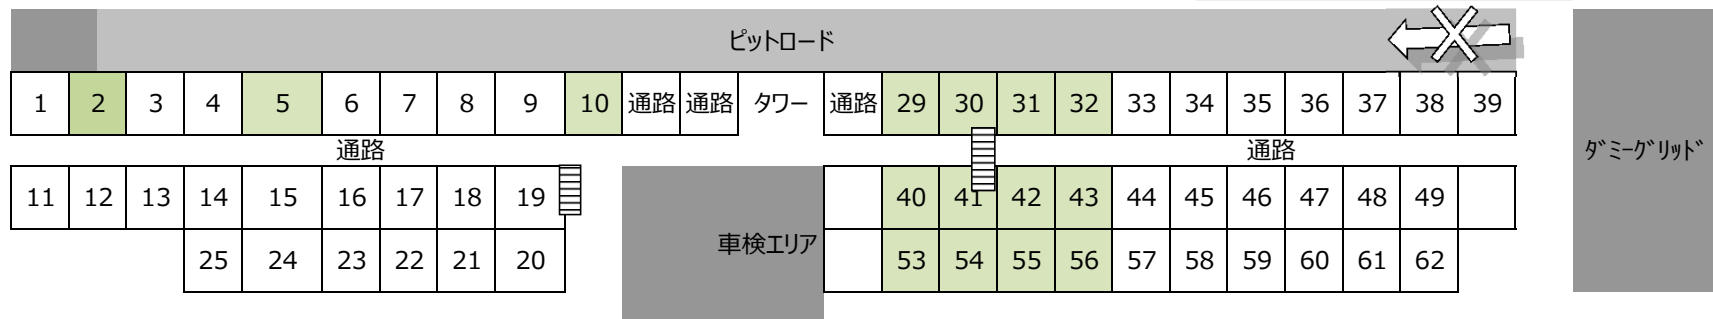 ピットロード
1 2 3 4 5 6 7 8 9 10 通路 通路 タワー 通路 29 30 31 32 33 34 35 36 37 38 39
通路 通路
ダミーグリッド
11 12 13 14 15 16 17 18 19 40 41 42 43 44 45 46 47 48 49
車検エリア
25 24 23 22 21 20 53 54 55 56 57 58 59 60 61 62